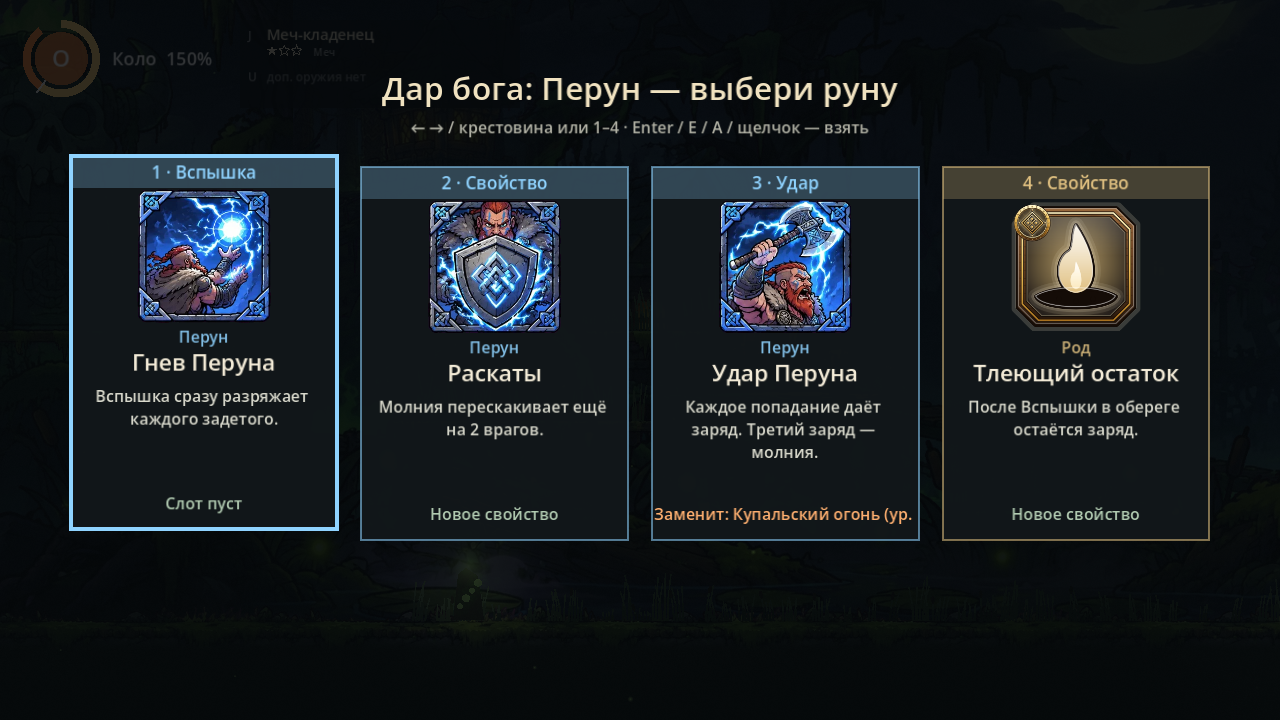 О
Коло 150%
J Меч-кладенец
★☆☆ Меч
U доп. оружия нет
Дар бога: Перун — выбери руну
←→ / крестовина или 1–4 · Enter / E / A / щелчок — взять
1 · Вспышка
Перун
Гнев Перуна
Вспышка сразу разряжает
каждого задетого.
Слот пуст
2 · Свойство
Перун
Раскаты
Молния перескакивает ещё
на 2 врагов.
Новое свойство
3 · Удар
Перун
Удар Перуна
Каждое попадание даёт
заряд. Третий заряд —
молния.
Заменит: Купальский огонь (ур.
4 · Свойство
Род
Тлеющий остаток
После Вспышки в обереге
остаётся заряд.
Новое свойство